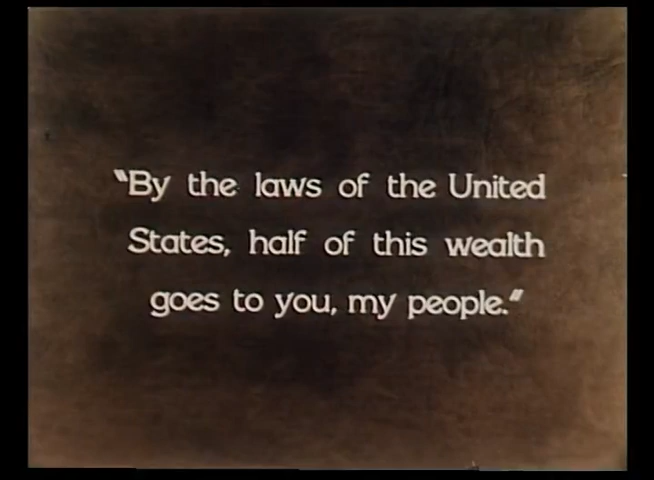 "By the laws of the United
States, half of this wealth
goes to you, my people."